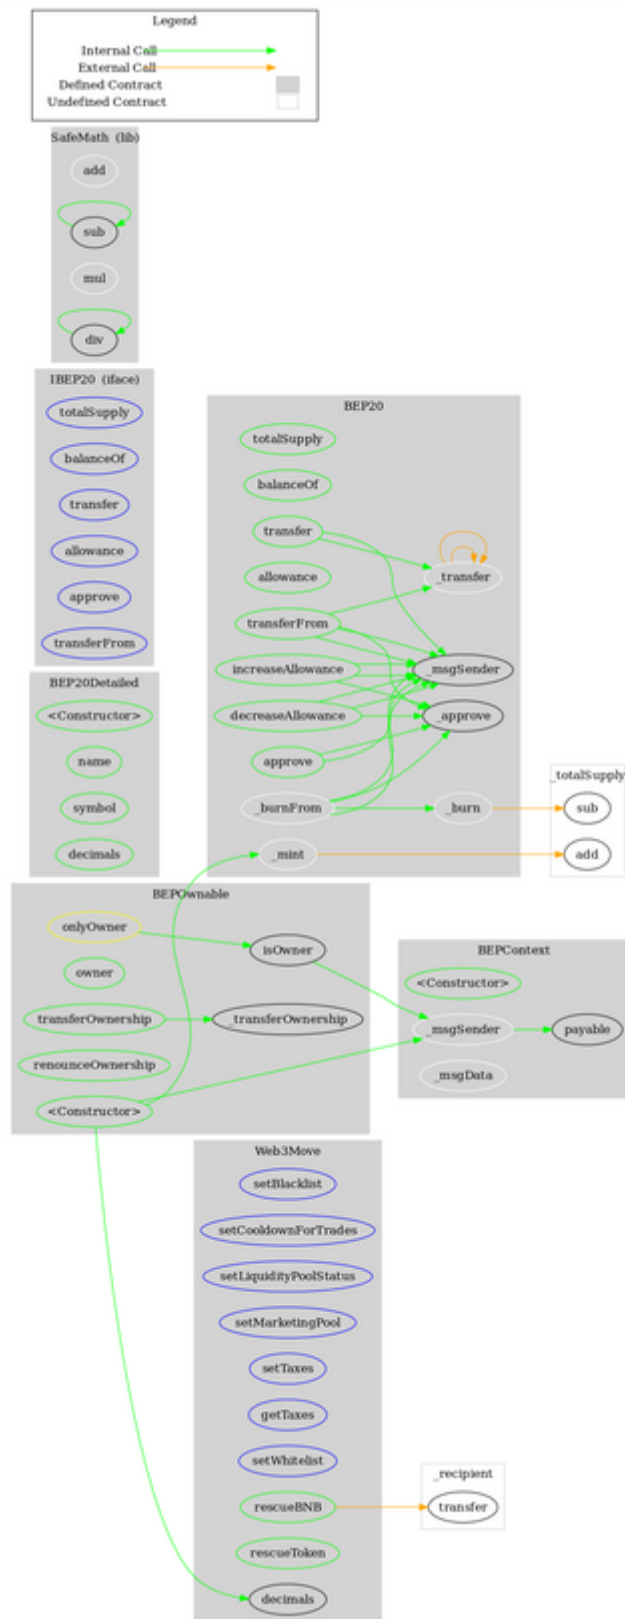 Legend
Internal Call
External Call
Defined Contract
Undefined Contract
SafeMath (lib)
add
sub
mul
div
IBEP20 (iface)
totalSupply
balanceOf
transfer
allowance
approve
transferFrom
BEP20Detailed
<Constructor>
name
symbol
decimals
BEP20
totalSupply
balanceOf
transfer
allowance
transferFrom
increaseAllowance
decreaseAllowance
approve
_burnFrom
_mint
_transfer
_msgSender
_approve
_burn
_totalSupply
sub
add
BEPOwnable
onlyOwner
owner
transferOwnership
renounceOwnership
<Constructor>
isOwner
_transferOwnership
BEPContext
<Constructor>
_msgSender
_msgData
payable
Web3Move
setBlacklist
setCooldownForTrades
setLiquidityPoolStatus
setMarketingPool
setTaxes
getTaxes
setWhitelist
rescueBNB
rescueToken
decimals
_recipient
transfer